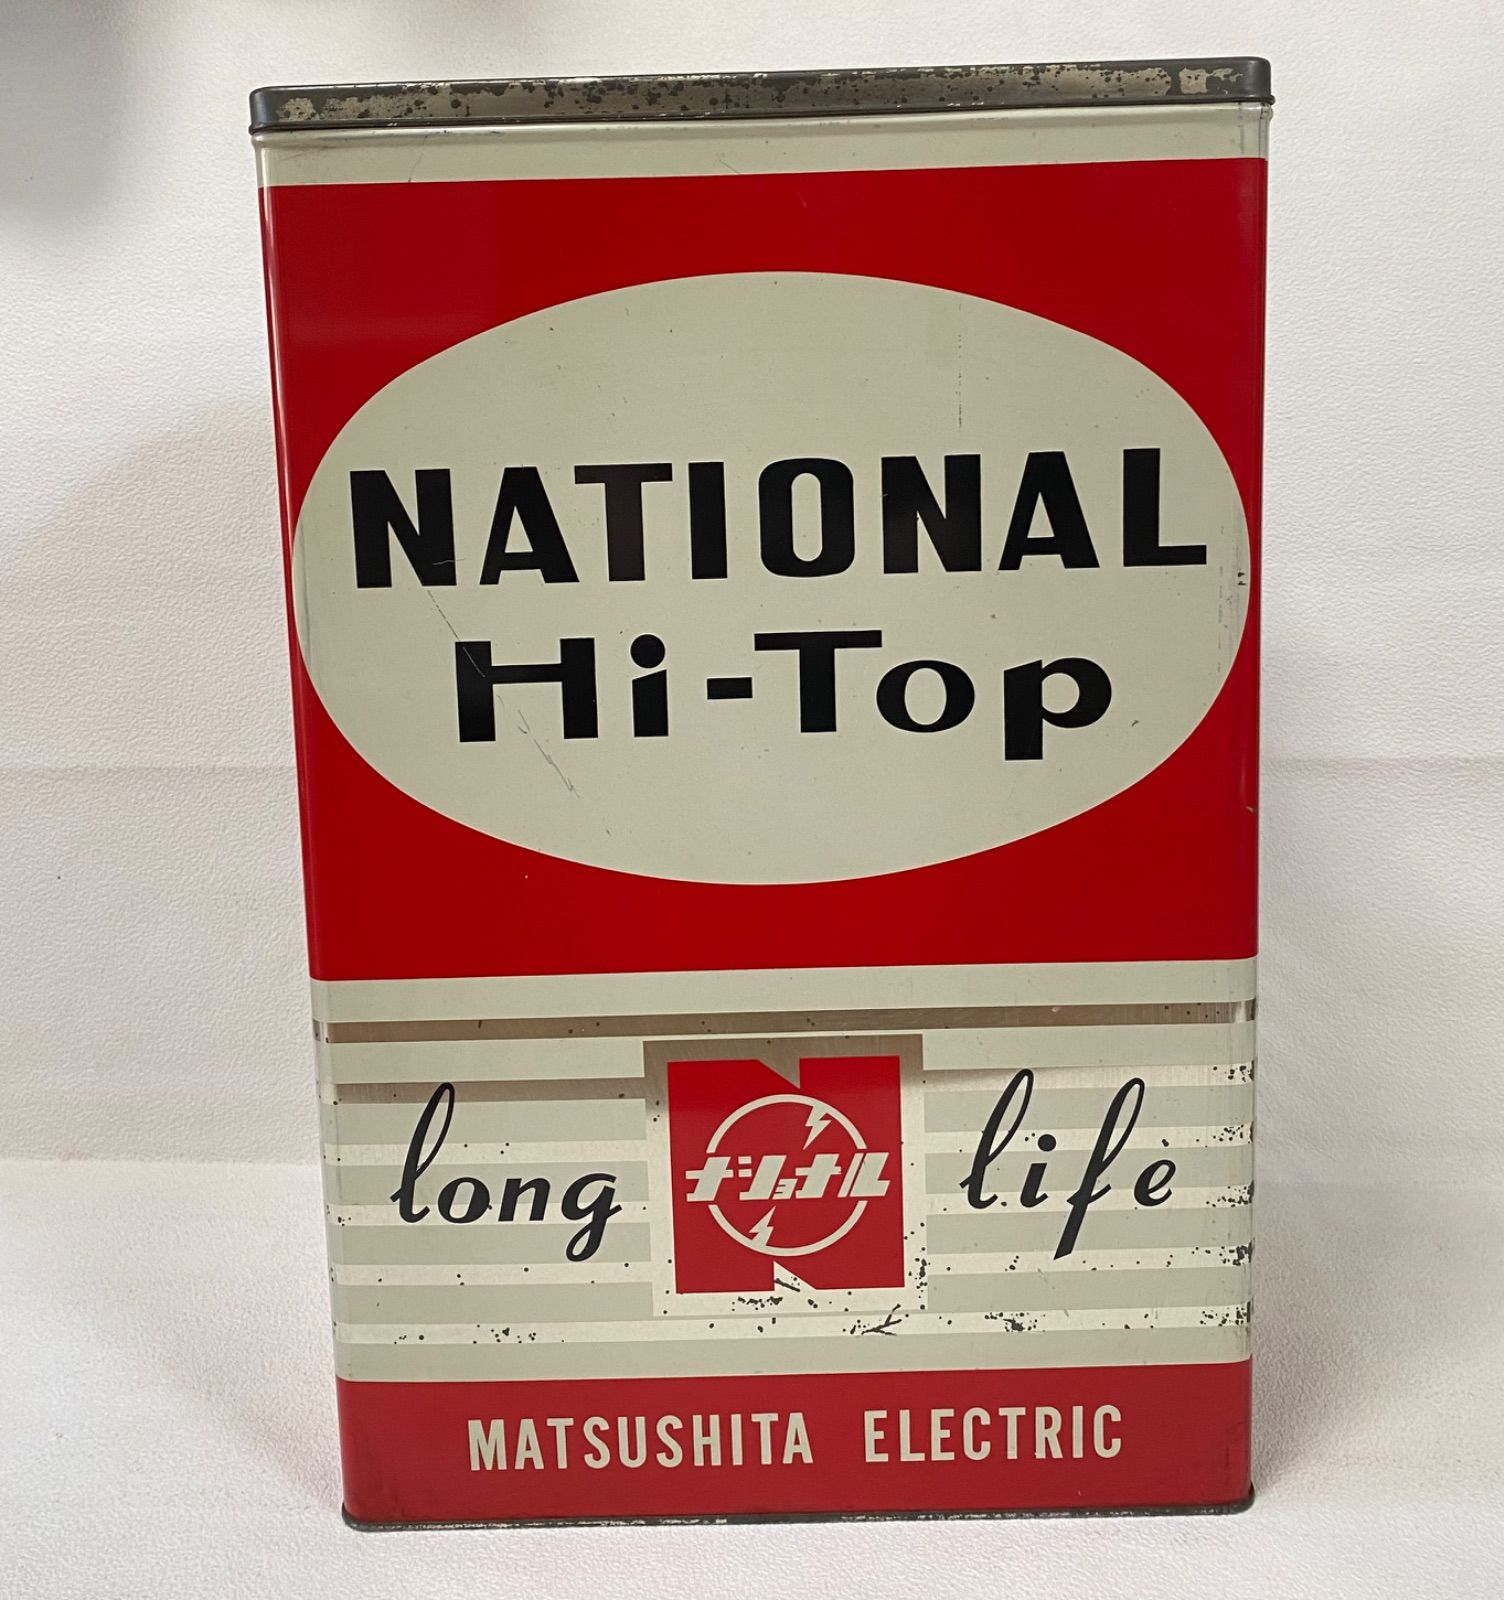 NATIONAL
Hi-Top
long life
ナショナル
MATSUSHITA ELECTRIC